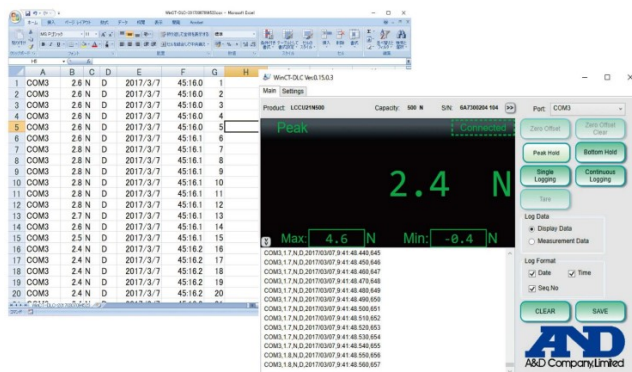 A B C D E F G H
1 COM3 2.6 N D 2017/3/7 45:16.0 1
2 COM3 2.6 N D 2017/3/7 45:16.0 2
3 COM3 2.6 N D 2017/3/7 45:16.0 3
4 COM3 2.6 N D 2017/3/7 45:16.0 4
5 COM3 2.6 N D 2017/3/7 45:16.0 5
6 COM3 2.6 N D 2017/3/7 45:16.1 6
7 COM3 2.8 N D 2017/3/7 45:16.1 7
8 COM3 2.8 N D 2017/3/7 45:16.1 8
9 COM3 2.8 N D 2017/3/7 45:16.1 9
10 COM3 2.8 N D 2017/3/7 45:16.1 10
11 COM3 2.8 N D 2017/3/7 45:16.1 11
12 COM3 2.8 N D 2017/3/7 45:16.1 12
13 COM3 2.7 N D 2017/3/7 45:16.1 13
14 COM3 2.6 N D 2017/3/7 45:16.1 14
15 COM3 2.5 N D 2017/3/7 45:16.1 15
16 COM3 2.4 N D 2017/3/7 45:16.2 16
17 COM3 2.4 N D 2017/3/7 45:16.2 17
18 COM3 2.4 N D 2017/3/7 45:16.2 18
19 COM3 2.4 N D 2017/3/7 45:16.2 19
20 COM3 2.4 N D 2017/3/7 45:16.2 20
WinCT-DLC Ver.0.15.0.3
Main Settings
Product: LCCU21N500 Capacity: 500 N S/N: 6A7300204 104 >> Port: COM3
Peak Connected
2.4 N
Max: 4.6 N Min: -0.4 N
COM3,1.7,N,D,2017/03/07,9:41:48.440,645
COM3,1.7,N,D,2017/03/07,9:41:48.450,646
COM3,1.7,N,D,2017/03/07,9:41:48.460,647
COM3,1.7,N,D,2017/03/07,9:41:48.470,648
COM3,1.7,N,D,2017/03/07,9:41:48.480,649
COM3,1.7,N,D,2017/03/07,9:41:48.490,650
COM3,1.7,N,D,2017/03/07,9:41:48.500,651
COM3,1.7,N,D,2017/03/07,9:41:48.510,652
COM3,1.7,N,D,2017/03/07,9:41:48.520,653
COM3,1.7,N,D,2017/03/07,9:41:48.530,654
COM3,1.7,N,D,2017/03/07,9:41:48.540,655
COM3,1.8,N,D,2017/03/07,9:41:48.550,656
COM3,1.8,N,D,2017/03/07,9:41:48.560,657
Zero Offset Zero Offset Clear
Peak Hold Bottom Hold
Single Logging Continuous Logging
Tare
Log Data
Display Data
Measurement Data
Log Format
Date Time
Seq.No
CLEAR SAVE
AND
A&D Company,Limited